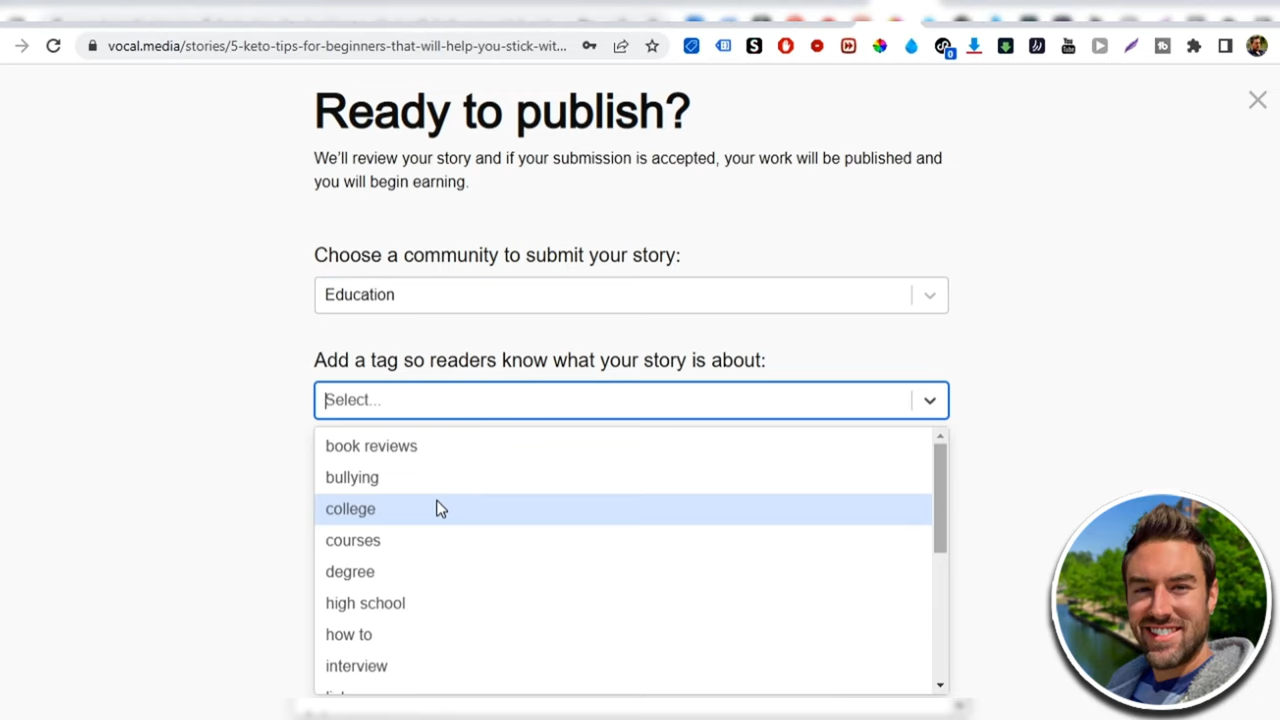 vocal.media/stories/5-keto-tips-for-beginners-that-will-help-you-stick-wit...
Ready to publish?
We'll review your story and if your submission is accepted, your work will be published and
you will begin earning.
Choose a community to submit your story:
Education
Add a tag so readers know what your story is about:
Select...
book reviews
bullying
college
courses
degree
high school
how to
interview